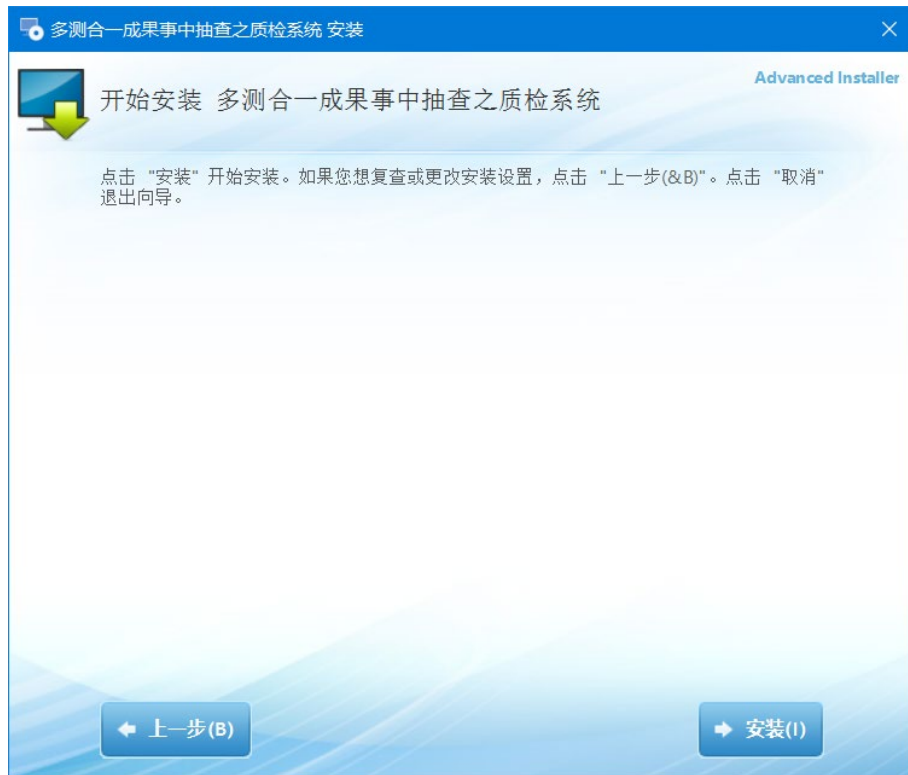 多测合一成果事中抽查之质检系统 安装
Advanced Installer
开始安装 多测合一成果事中抽查之质检系统
点击 "安装" 开始安装。如果您想复查或更改安装设置，点击 "上一步(&B)"。点击 "取消"
退出向导。
上一步(B)
安装(I)